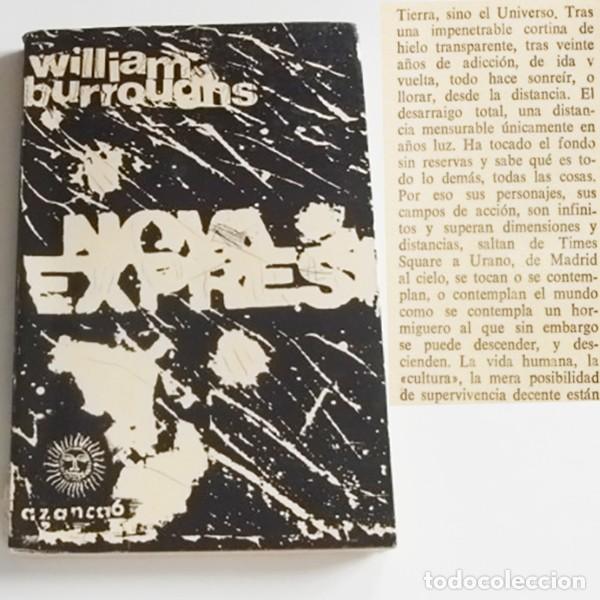 william
burroughs
NOVA
EXPRES
azanca6
Tierra, sino el Universo. Tras
una impenetrable cortina de
hielo transparente, tras veinte
años de adicción, de ida y
vuelta, todo hace sonreír, o
llorar, desde la distancia. El
desarraigo total, una distan-
cia mensurable únicamente en
años luz. Ha tocado el fondo
sin reservas y sabe qué es to-
do lo demás, todas las cosas.
Por eso sus personajes, sus
campos de acción, son infini-
tos y superan dimensiones y
distancias, saltan de Times
Square a Urano, de Madrid
al cielo, se tocan o se contem-
plan, o contemplan el mundo
como se contempla un hor-
miguero al que sin embargo
se puede descender, y des-
cienden. La vida humana, la
«cultura», la mera posibilidad
de supervivencia decente están
todocoleccion